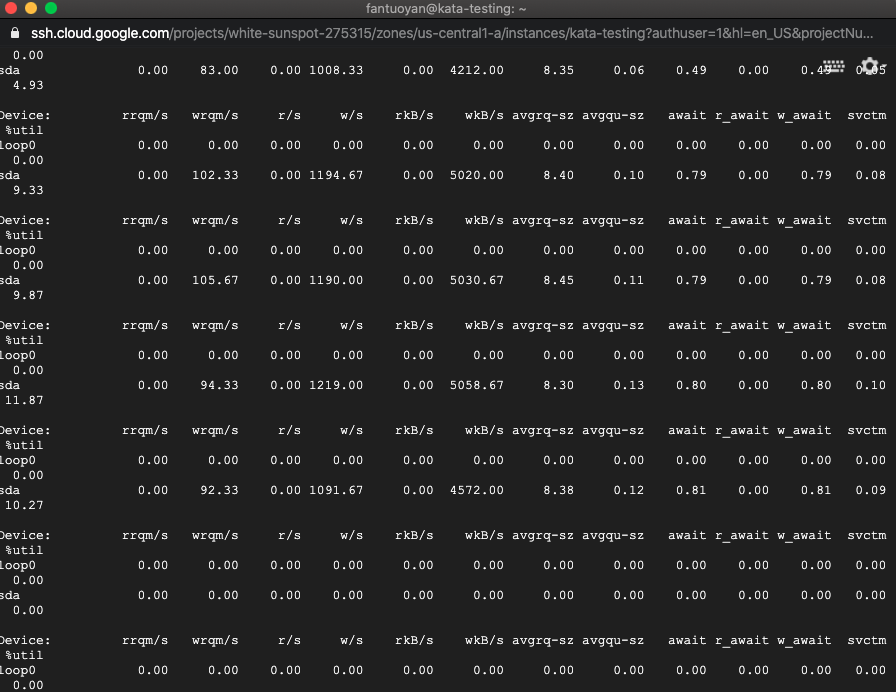 fantuoyan@kata-testing: ~
ssh.cloud.google.com/projects/white-sunspot-275315/zones/us-central1-a/instances/kata-testing?authuser=1&hl=en_US&projectNu...
0.00
sda 0.00 83.00 0.00 1008.33 0.00 4212.00 8.35 0.06 0.49 0.00
4.93
Device: rrqm/s wrqm/s r/s w/s rkB/s wkB/s avgrq-sz avgqu-sz await r_await w_await svctm
%util
loop0 0.00 0.00 0.00 0.00 0.00 0.00 0.00 0.00 0.00 0.00 0.00 0.00
0.00
sda 0.00 102.33 0.00 1194.67 0.00 5020.00 8.40 0.10 0.79 0.00 0.79 0.08
9.33
Device: rrqm/s wrqm/s r/s w/s rkB/s wkB/s avgrq-sz avgqu-sz await r_await w_await svctm
%util
loop0 0.00 0.00 0.00 0.00 0.00 0.00 0.00 0.00 0.00 0.00 0.00 0.00
0.00
sda 0.00 105.67 0.00 1190.00 0.00 5030.67 8.45 0.11 0.79 0.00 0.79 0.08
9.87
Device: rrqm/s wrqm/s r/s w/s rkB/s wkB/s avgrq-sz avgqu-sz await r_await w_await svctm
%util
loop0 0.00 0.00 0.00 0.00 0.00 0.00 0.00 0.00 0.00 0.00 0.00 0.00
0.00
sda 0.00 94.33 0.00 1219.00 0.00 5058.67 8.30 0.13 0.80 0.00 0.80 0.10
11.87
Device: rrqm/s wrqm/s r/s w/s rkB/s wkB/s avgrq-sz avgqu-sz await r_await w_await svctm
%util
loop0 0.00 0.00 0.00 0.00 0.00 0.00 0.00 0.00 0.00 0.00 0.00 0.00
0.00
sda 0.00 92.33 0.00 1091.67 0.00 4572.00 8.38 0.12 0.81 0.00 0.81 0.09
10.27
Device: rrqm/s wrqm/s r/s w/s rkB/s wkB/s avgrq-sz avgqu-sz await r_await w_await svctm
%util
loop0 0.00 0.00 0.00 0.00 0.00 0.00 0.00 0.00 0.00 0.00 0.00 0.00
0.00
sda 0.00 0.00 0.00 0.00 0.00 0.00 0.00 0.00 0.00 0.00 0.00 0.00
0.00
Device: rrqm/s wrqm/s r/s w/s rkB/s wkB/s avgrq-sz avgqu-sz await r_await w_await svctm
%util
loop0 0.00 0.00 0.00 0.00 0.00 0.00 0.00 0.00 0.00 0.00 0.00 0.00
0.00